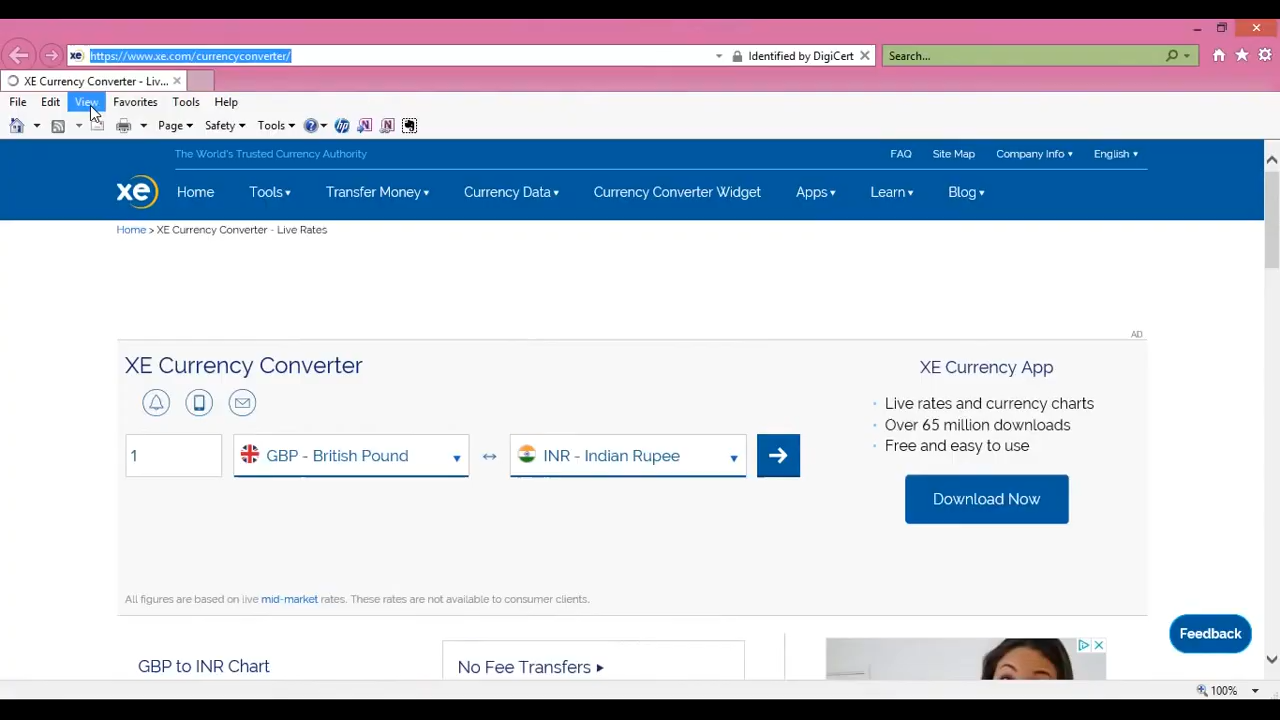 https://www.xe.com/currencyconverter/
Identified by DigiCert
Search...
XE Currency Converter - Liv...
File Edit View Favorites Tools Help
Page Safety Tools
The World's Trusted Currency Authority
FAQ Site Map Company Info English
xe Home Tools Transfer Money Currency Data Currency Converter Widget Apps Learn Blog
Home > XE Currency Converter - Live Rates
AD
XE Currency Converter
1
GBP - British Pound
INR - Indian Rupee
XE Currency App
Live rates and currency charts
Over 65 million downloads
Free and easy to use
Download Now
All figures are based on live mid-market rates. These rates are not available to consumer clients.
Feedback
GBP to INR Chart
No Fee Transfers
100%